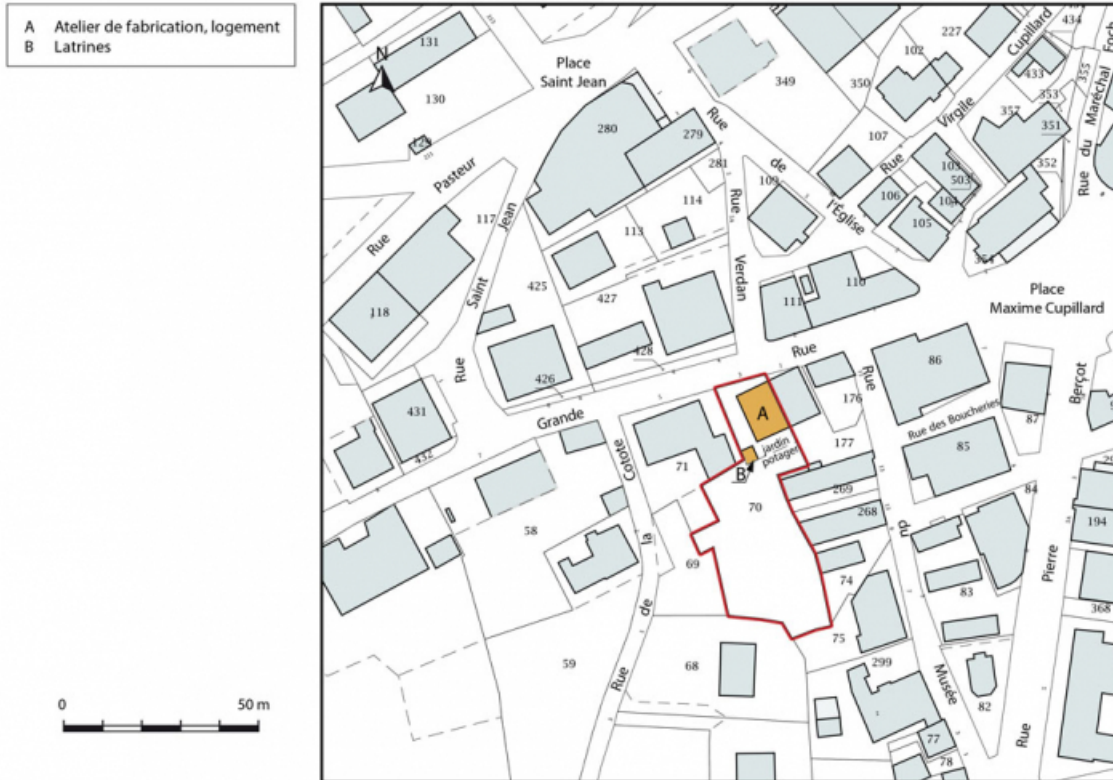 A Atelier de fabrication, logement
B Latrines
N
Place
Saint Jean
Place
Maxime Cupillard
Rue Pasteur
Rue Saint Jean
Rue de l'Église
Rue Virgile Cupillard
Rue du Maréchal Foch
Rue Verdan
Grande Rue
Rue de la Cotote
Rue du Musée
Rue des Boucheries
Rue Pierre Berçot
A
B
jardin
potager
131
130
129
280
279
281
349
350
102
227
434
433
355
353
357
351
352
107
103
503
104
106
105
354
109
114
113
117
118
425
427
428
426
431
432
111
110
86
87
85
84
176
177
71
70
69
269
268
74
75
58
59
68
83
82
299
77
78
194
368
0 50 m